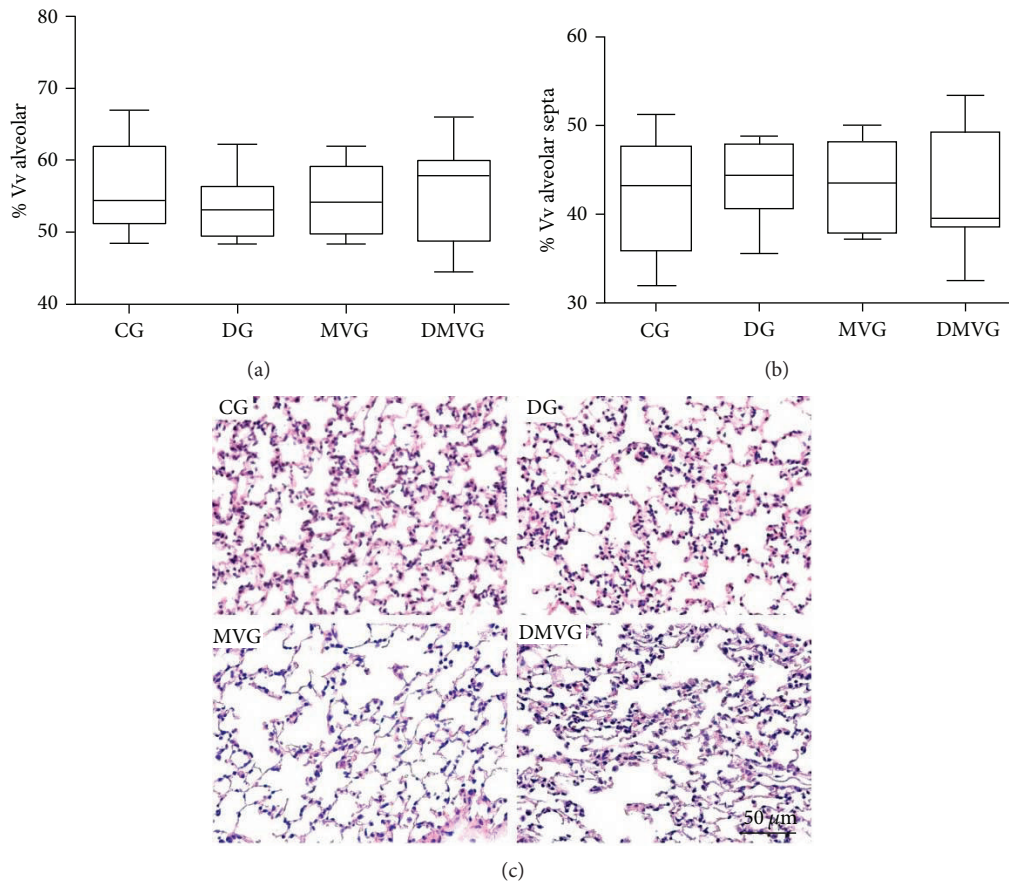 80
70
60
50
40
% Vv alveolar
CG DG MVG DMVG
(a)
60
50
40
30
% Vv alveolar septa
CG DG MVG DMVG
(b)
CG
DG
MVG
DMVG
50 μm
(c)